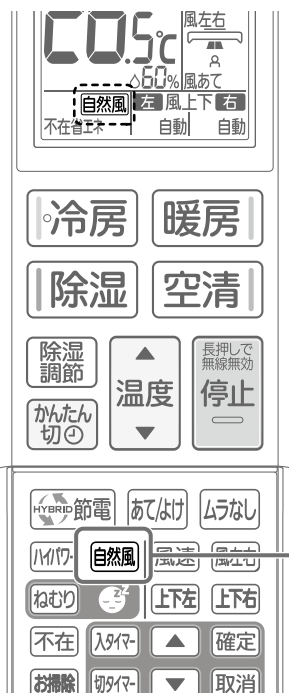 風左右
20.5℃
60% 風あて
自然風 左 風上下 右
不在省エネ 自動 自動
冷房 暖房
除湿 空清
除湿
調節
温度
長押しで
無線無効
停止
かんたん
切
HYBRID 節電 あて/よけ ムラなし
ハイパワー 自然風 風速 風左右
ねむり 上下左 上下右
不在 入タイマー 確定
お掃除 切タイマー 取消